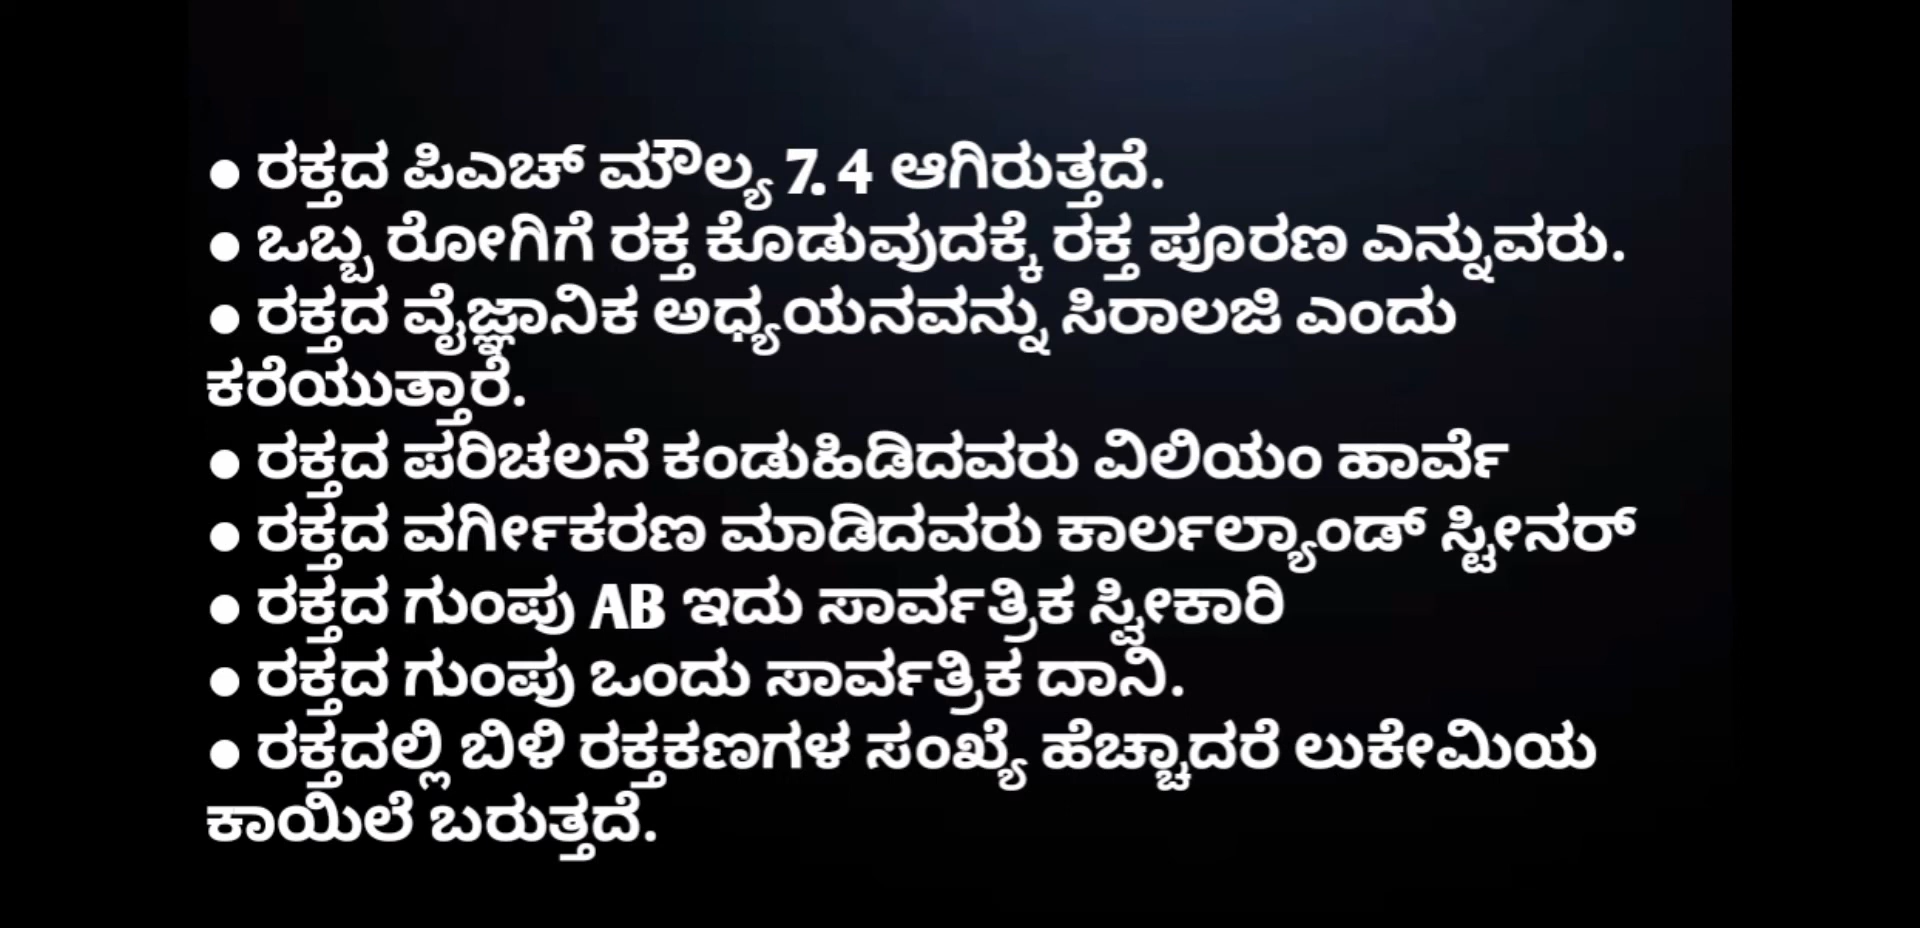 ● ರಕ್ತದ ಪಿಎಚ್ ಮೌಲ್ಯ 7. 4 ಆಗಿರುತ್ತದೆ.
● ಒಬ್ಬ ರೋಗಿಗೆ ರಕ್ತ ಕೊಡುವುದಕ್ಕೆ ರಕ್ತ ಪೂರಣ ಎನ್ನುವರು.
● ರಕ್ತದ ವೈಜ್ಞಾನಿಕ ಅಧ್ಯಯನವನ್ನು ಸಿರಾಲಜಿ ಎಂದು
ಕರೆಯುತ್ತಾರೆ.
● ರಕ್ತದ ಪರಿಚಲನೆ ಕಂಡುಹಿಡಿದವರು ವಿಲಿಯಂ ಹಾರ್ವೆ
● ರಕ್ತದ ವರ್ಗೀಕರಣ ಮಾಡಿದವರು ಕಾರ್ಲಲ್ಯಾಂಡ್ ಸ್ಟೀನರ್
● ರಕ್ತದ ಗುಂಪು AB ಇದು ಸಾರ್ವತ್ರಿಕ ಸ್ವೀಕಾರಿ
● ರಕ್ತದ ಗುಂಪು ಒಂದು ಸಾರ್ವತ್ರಿಕ ದಾನಿ.
● ರಕ್ತದಲ್ಲಿ ಬಿಳಿ ರಕ್ತಕಣಗಳ ಸಂಖ್ಯೆ ಹೆಚ್ಚಾದರೆ ಲುಕೇಮಿಯ
ಕಾಯಿಲೆ ಬರುತ್ತದೆ.